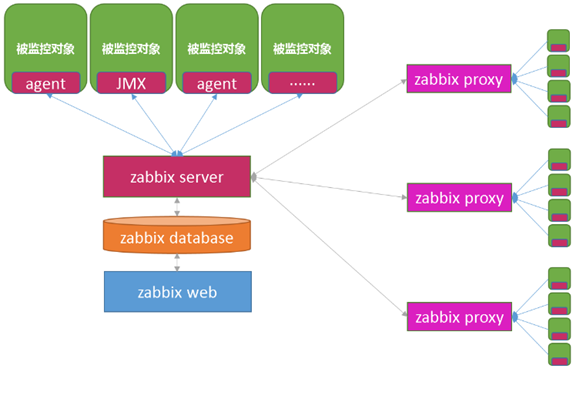 被监控对象
被监控对象
被监控对象
被监控对象
agent
JMX
agent
......
zabbix proxy
zabbix server
zabbix proxy
zabbix database
zabbix web
zabbix proxy